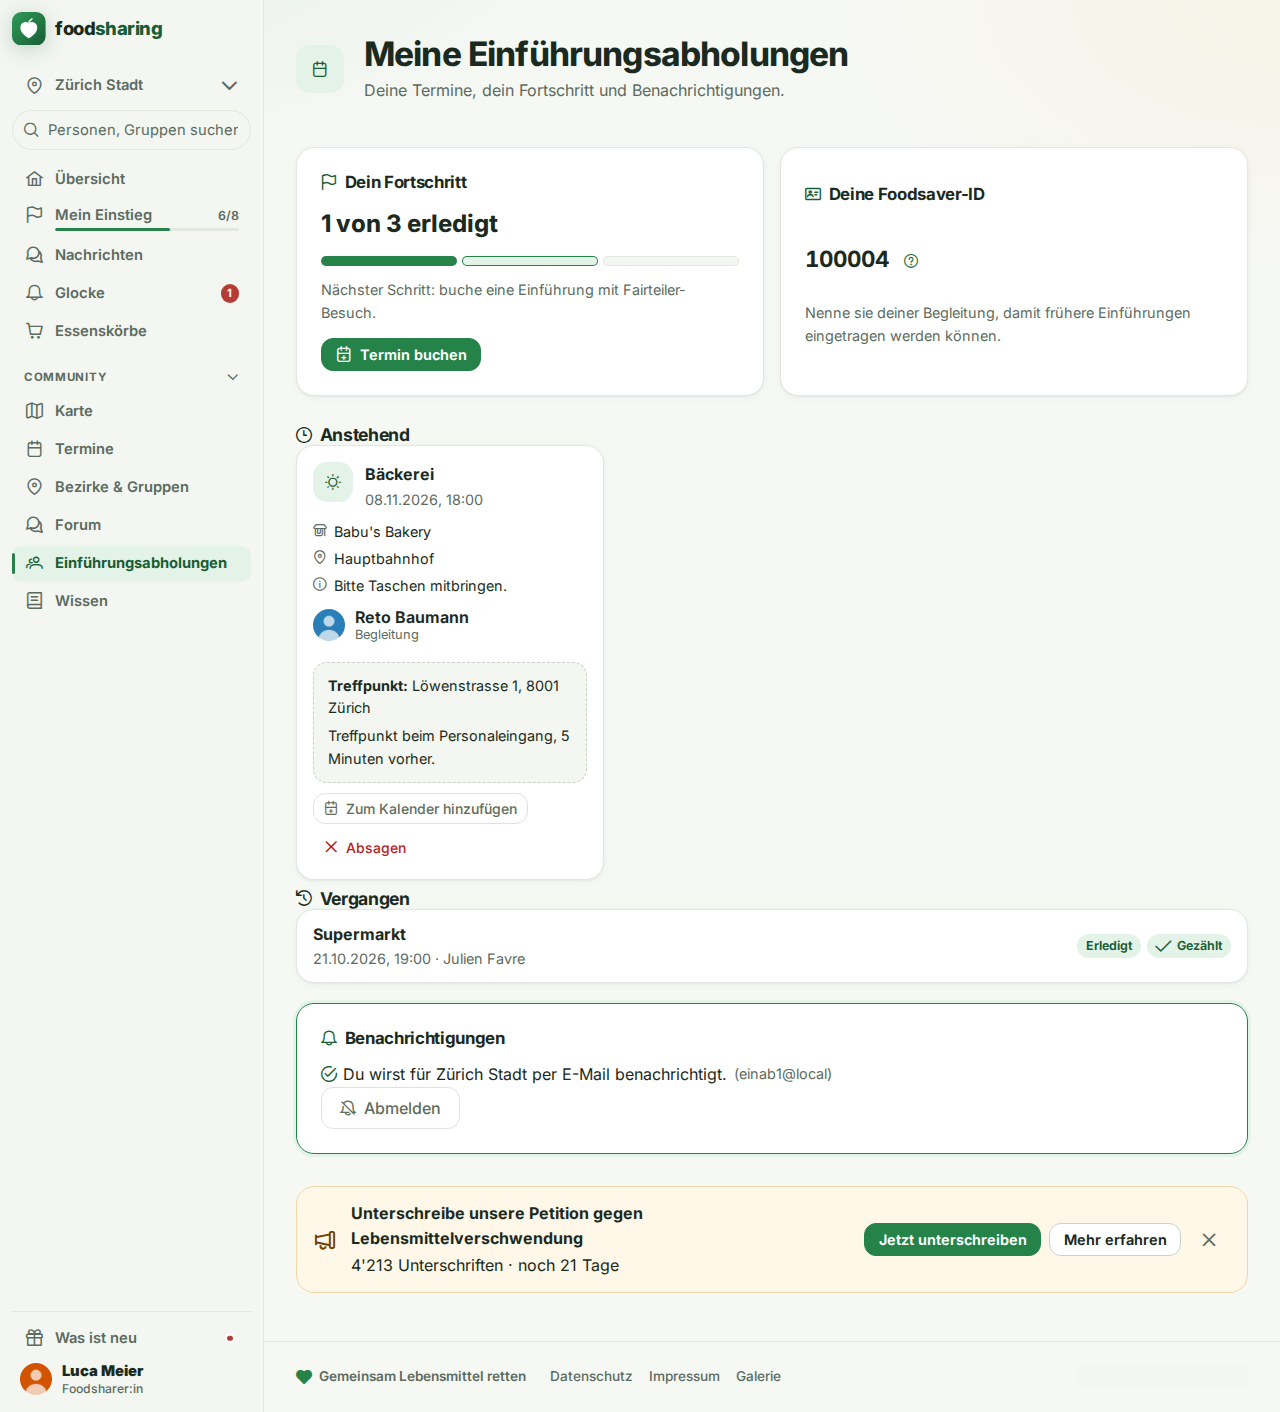 foodsharing
Zürich Stadt
Personen, Gruppen sucher
Übersicht
Mein Einstieg 6/8
Nachrichten
Glocke 1
Essenskörbe
COMMUNITY
Karte
Termine
Bezirke & Gruppen
Forum
Einführungsabholungen
Wissen
Was ist neu
Luca Meier
Foodsharer:in
Meine Einführungsabholungen
Deine Termine, dein Fortschritt und Benachrichtigungen.
Dein Fortschritt
1 von 3 erledigt
Nächster Schritt: buche eine Einführung mit Fairteiler-
Besuch.
Termin buchen
Deine Foodsaver-ID
100004
Nenne sie deiner Begleitung, damit frühere Einführungen
eingetragen werden können.
Anstehend
Bäckerei
08.11.2026, 18:00
Babu's Bakery
Hauptbahnhof
Bitte Taschen mitbringen.
Reto Baumann
Begleitung
Treffpunkt: Löwenstrasse 1, 8001
Zürich
Treffpunkt beim Personaleingang, 5
Minuten vorher.
Zum Kalender hinzufügen
Absagen
Vergangen
Supermarkt
21.10.2026, 19:00 · Julien Favre
Erledigt Gezählt
Benachrichtigungen
Du wirst für Zürich Stadt per E-Mail benachrichtigt. (einab1@local)
Abmelden
Unterschreibe unsere Petition gegen
Lebensmittelverschwendung
4'213 Unterschriften · noch 21 Tage
Jetzt unterschreiben Mehr erfahren
Gemeinsam Lebensmittel retten Datenschutz Impressum Galerie